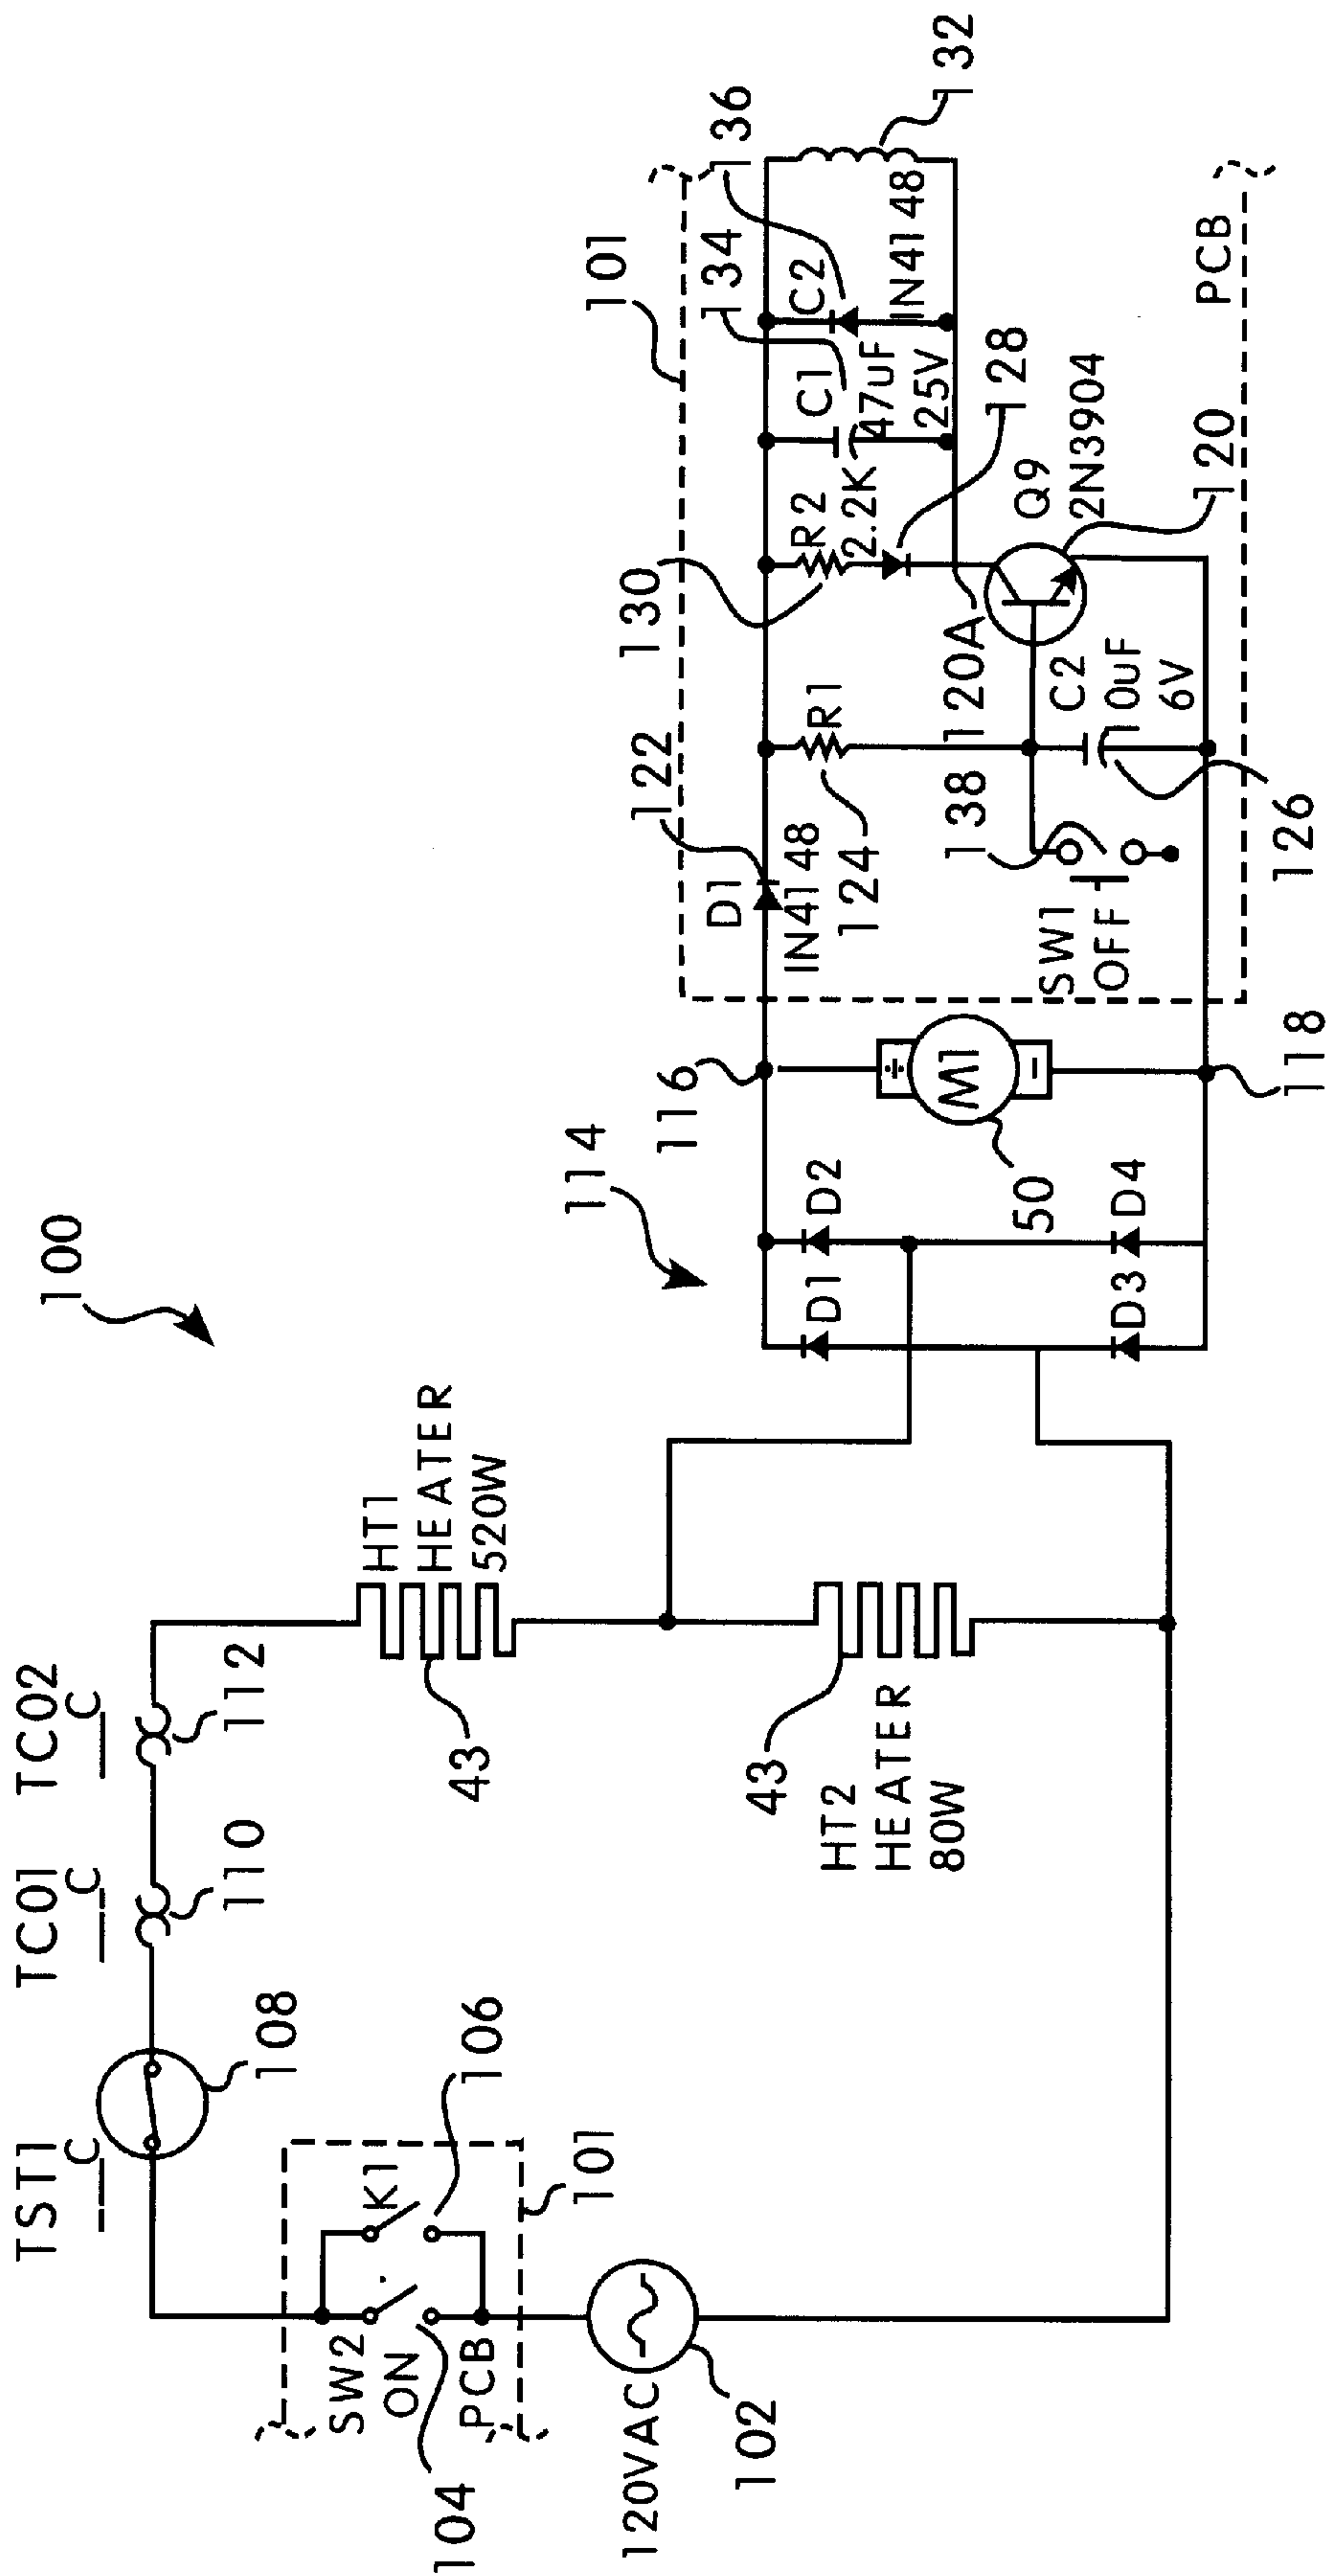 100
TST1
__C
108
TC01
__C
110
TC02
__C
112
SW2
ON
PCB
K1
104
106
101
120VAC
102
HT1
HEATER
520W
43
43
HT2
HEATER
80W
114
D1
D2
D3
D4
116
118
+
M1
-
50
101
D1
IN4148
122
R1
124
SW1
OFF
138
C2
10uF
6V
126
130
R2
2.2K
128
120A
Q9
2N3904
120
C1
47uF
25V
134
C2
IN4148
136
132
PCB